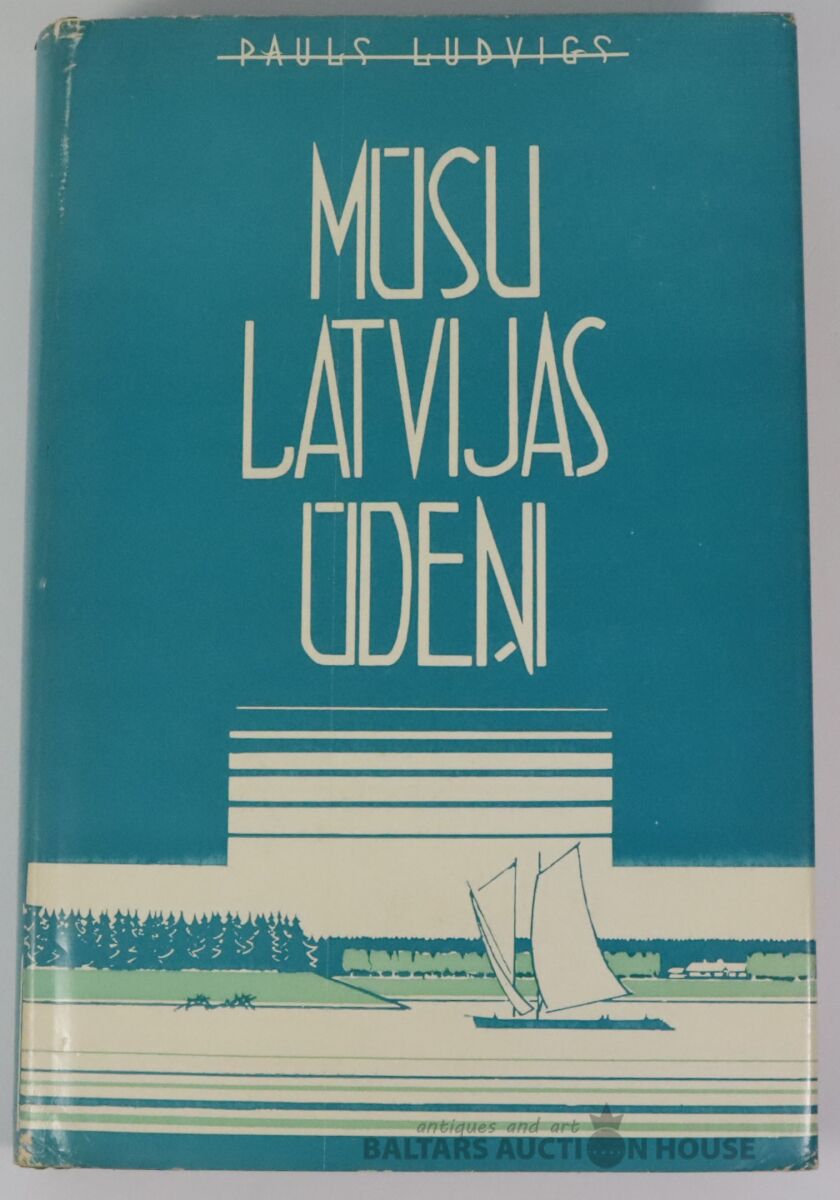 PAULS LUDVIGS
MŪSU
LATVIJAS
ŪDEŅI
antiques and art
BALTARS AUCTION HOUSE